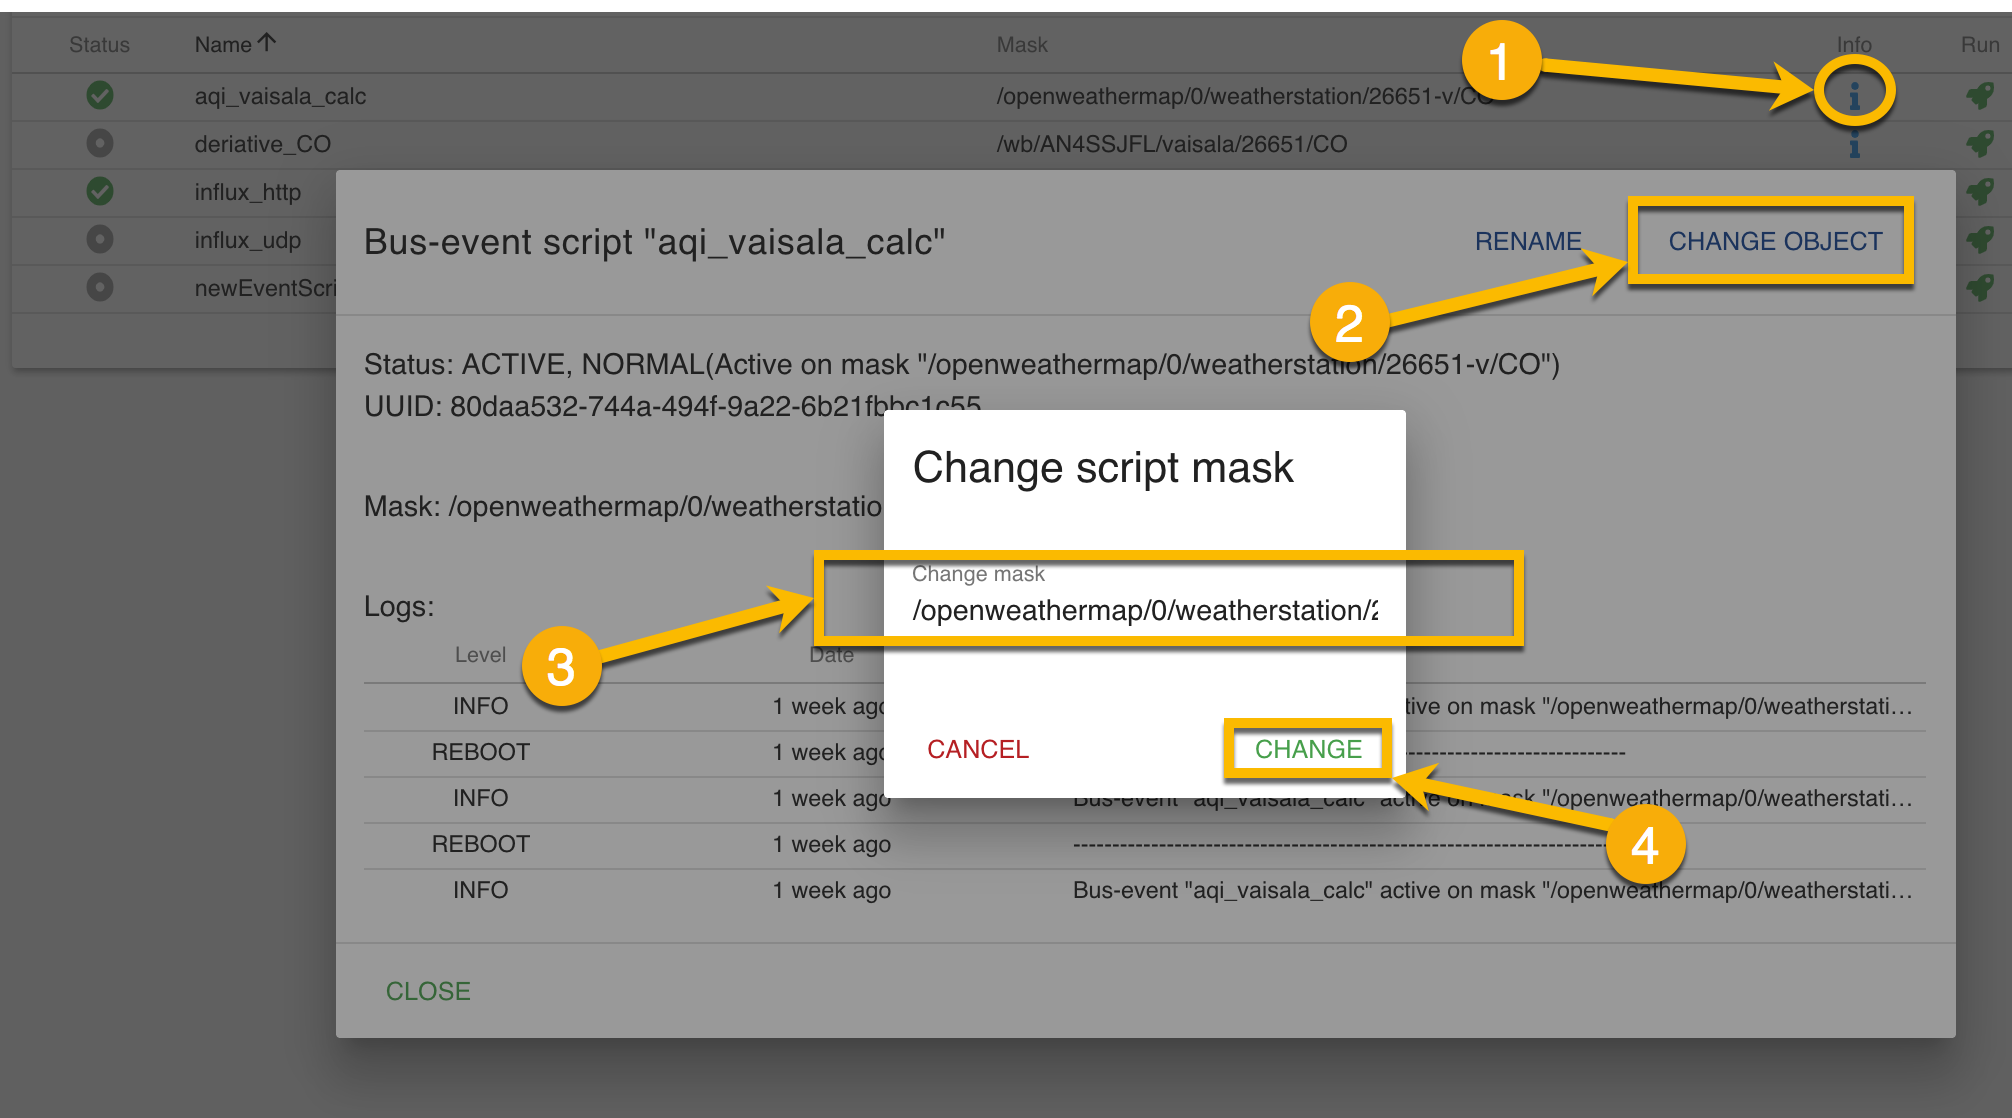 Status Name Mask Info Run
1
aqi_vaisala_calc /openweathermap/0/weatherstation/26651-v/CO
deriative_CO /wb/AN4SSJFL/vaisala/26651/CO
influx_http
influx_udp
newEventScri
Bus-event script "aqi_vaisala_calc" RENAME CHANGE OBJECT
2
Status: ACTIVE, NORMAL(Active on mask "/openweathermap/0/weatherstation/26651-v/CO")
UUID: 80daa532-744a-494f-9a22-6b21fbbc1c55
Change script mask
Mask: /openweathermap/0/weatherstatio
Change mask
/openweathermap/0/weatherstation/2
Logs:
3
Level Date
INFO 1 week ago tive on mask "/openweathermap/0/weatherstati...
REBOOT 1 week ago ----------------------------
CANCEL CHANGE
INFO 1 week ago Bus-event "aqi_vaisala_calc" active on mask "/openweathermap/0/weatherstati...
4
REBOOT 1 week ago --------------------------------------------------------------------
INFO 1 week ago Bus-event "aqi_vaisala_calc" active on mask "/openweathermap/0/weatherstati...
CLOSE